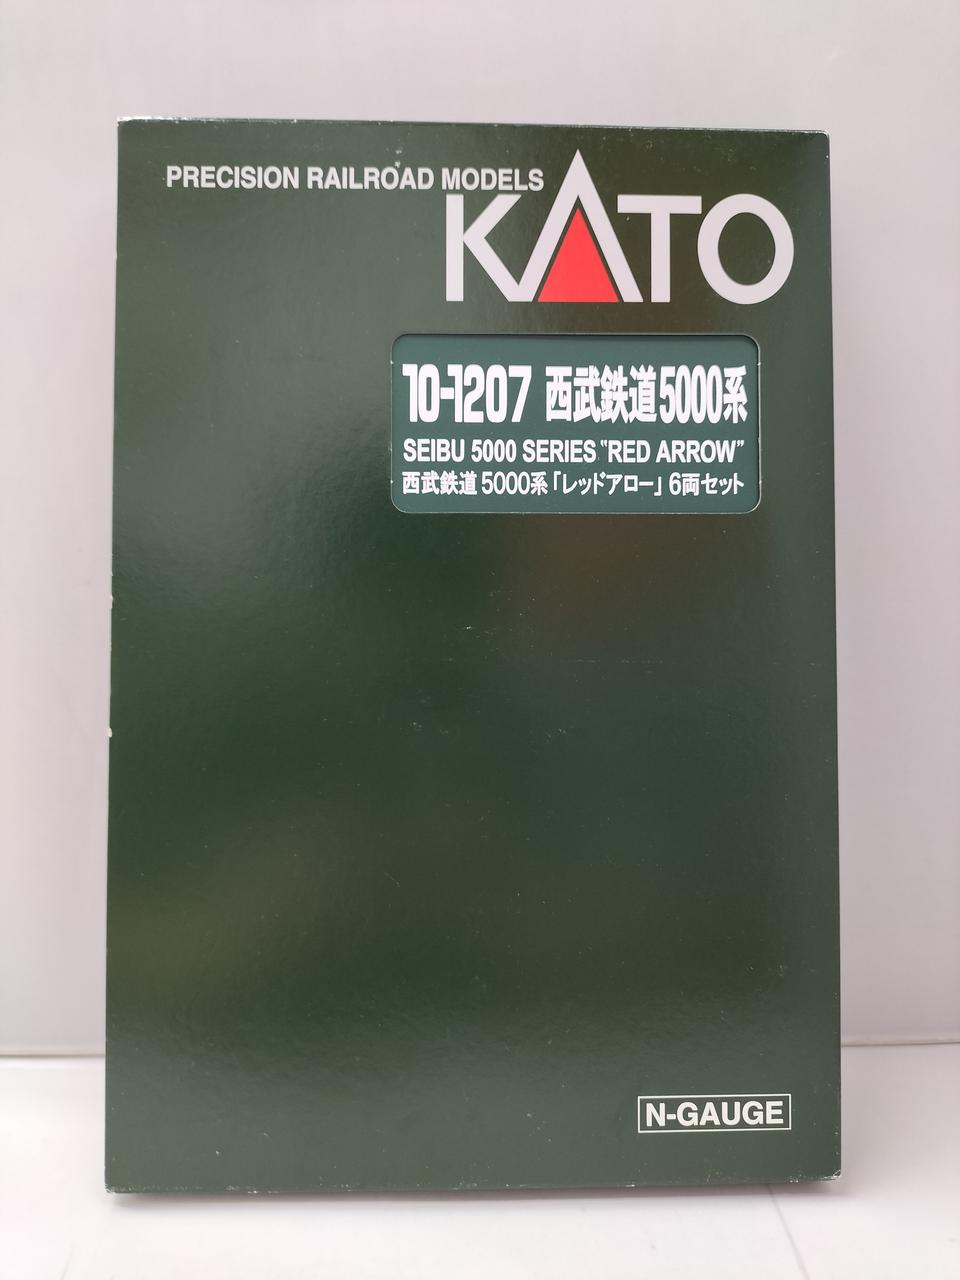 PRECISION RAILROAD MODELS
KATO
10-1207 西武鉄道5000系
SEIBU 5000 SERIES "RED ARROW"
西武鉄道5000系「レッドアロー」6両セット
N-GAUGE